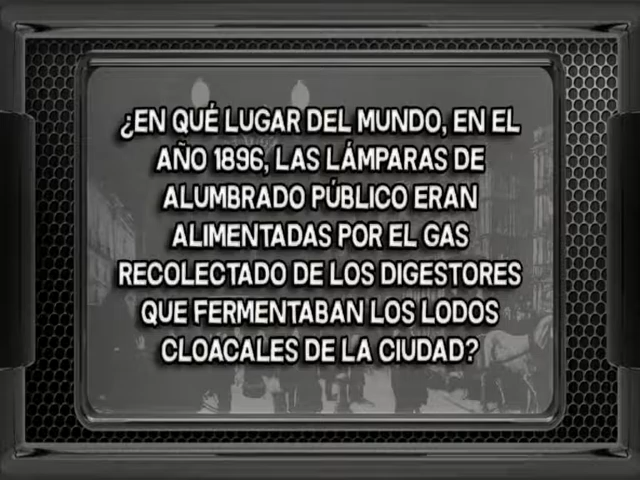 ¿EN QUÉ LUGAR DEL MUNDO, EN EL
AÑO 1896, LAS LÁMPARAS DE
ALUMBRADO PÚBLICO ERAN
ALIMENTADAS POR EL GAS
RECOLECTADO DE LOS DIGESTORES
QUE FERMENTABAN LOS LODOS
CLOACALES DE LA CIUDAD?